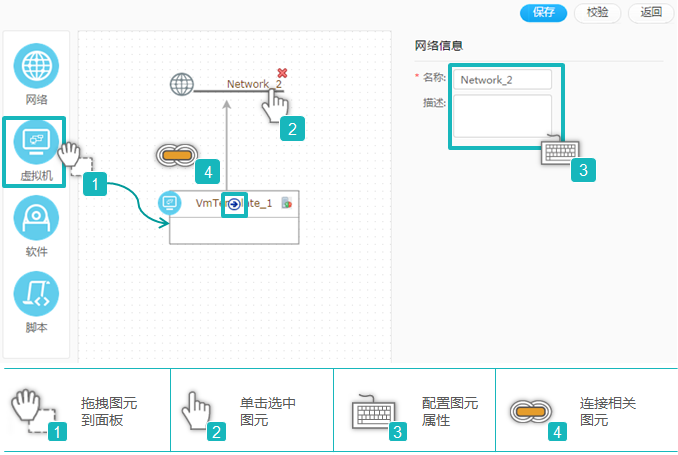 保存 校验 返回
网络信息
* 名称: Network_2
描述:
网络
虚拟机
软件
脚本
Network_2
2
4
3
1
VmTemplate_1
拖拽图元
到面板
1
单击选中
图元
2
配置图元
属性
3
连接相关
图元
4